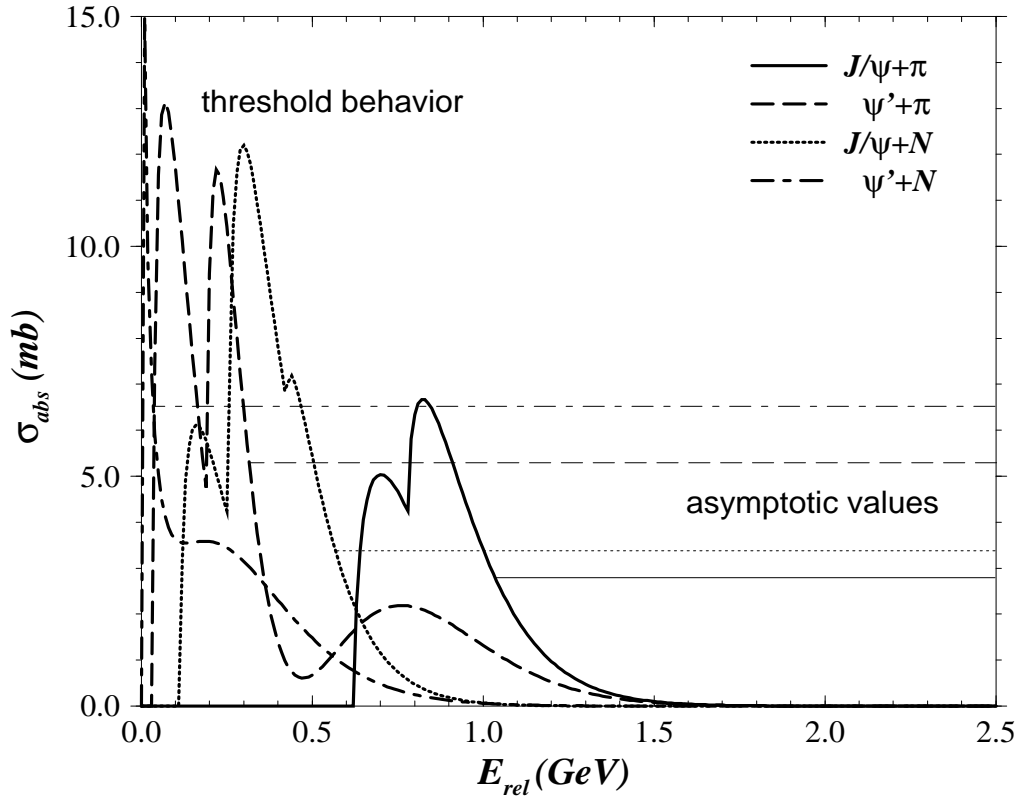 15.0
10.0
5.0
0.0
σabs (mb)
threshold behavior
J/ψ+π
ψ'+π
J/ψ+N
ψ'+N
asymptotic values
0.0 0.5 1.0 1.5 2.0 2.5
Erel (GeV)